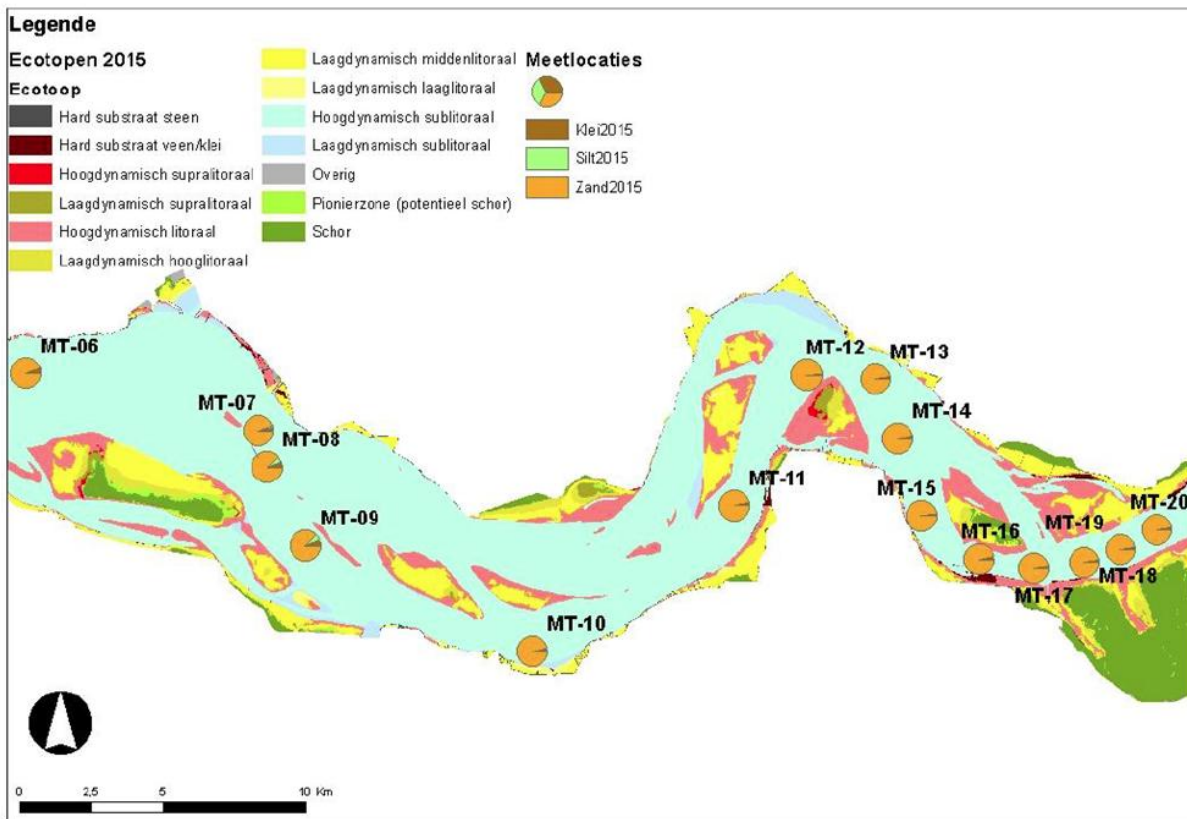 Legende
Ecotopen 2015
Ecotoop
Hard substraat steen
Hard substraat veen/klei
Hoogdynamisch supralitoraal
Laagdynamisch supralitoraal
Hoogdynamisch litoraal
Laagdynamisch hooglitoraal
Laagdynamisch middenlitoraal
Laagdynamisch laaglitoraal
Hoogdynamisch sublitoraal
Laagdynamisch sublitoraal
Overig
Pionierzone (potentieel schor)
Schor
Meetlocaties
Klei2015
Silt2015
Zand2015
MT-06
MT-07
MT-08
MT-09
MT-10
MT-11
MT-12
MT-13
MT-14
MT-15
MT-16
MT-17
MT-18
MT-19
MT-20
0 2,5 5 10 Km